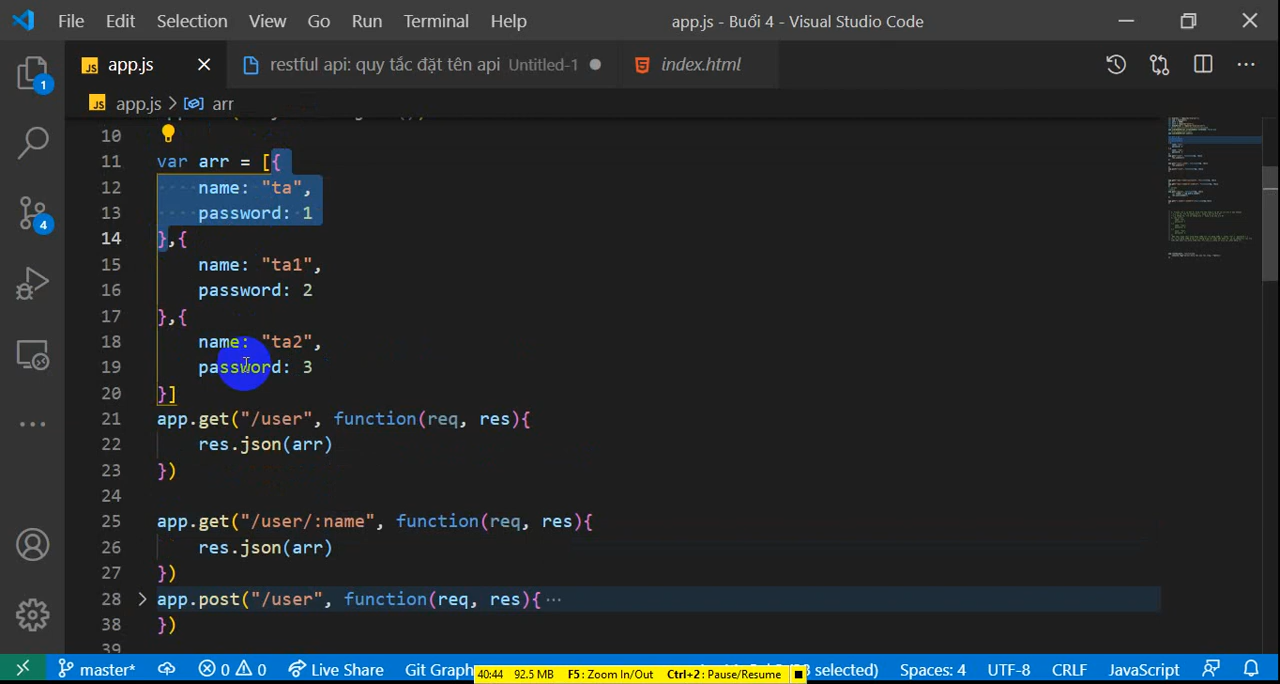 File Edit Selection View Go Run Terminal Help app.js - Buổi 4 - Visual Studio Code
JS app.js restful api: quy tắc đặt tên api Untitled-1 index.html
1
JS app.js > arr
10
11 var arr = [{
12 name: "ta",
13 password: 1
14 },{
15 name: "ta1",
16 password: 2
17 },{
18 name: "ta2",
19 password: 3
20 }]
21 app.get("/user", function(req, res){
22 res.json(arr)
23 })
24
25 app.get("/user/:name", function(req, res){
26 res.json(arr)
27 })
28 app.post("/user", function(req, res){ ...
38 })
39
4
master* 0 0 Live Share Git Graph selected) Spaces: 4 UTF-8 CRLF JavaScript
40:44 92.5 MB F5: Zoom In/Out Ctrl+2: Pause/Resume